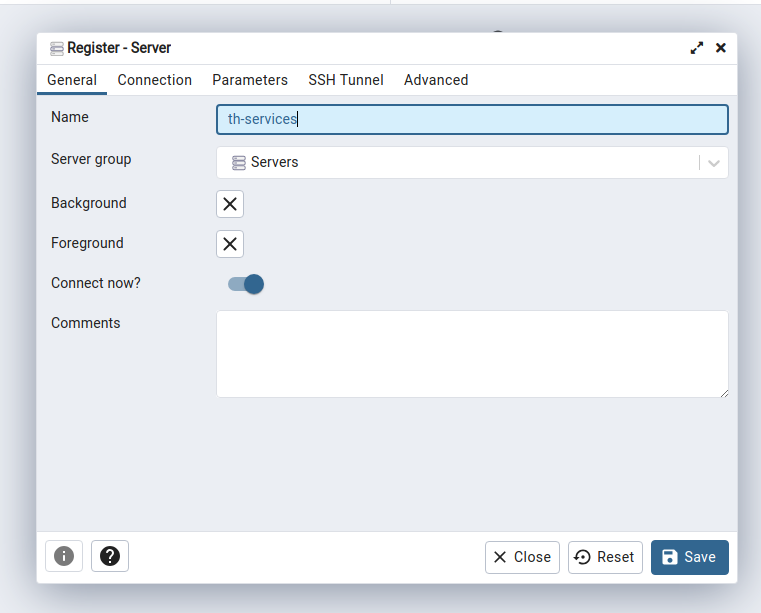 Register - Server
General Connection Parameters SSH Tunnel Advanced
Name th-services
Server group Servers
Background
Foreground
Connect now?
Comments
Close Reset Save